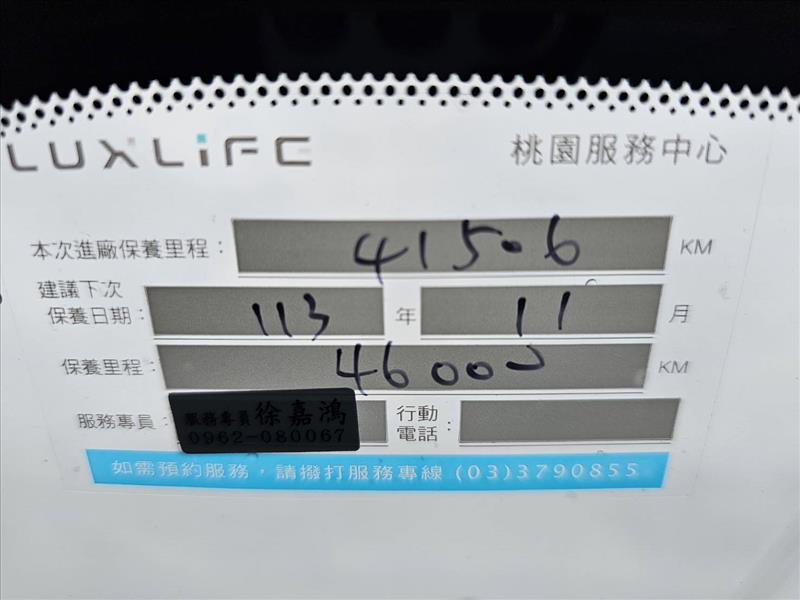 LUXLiFC
桃園服務中心
本次進廠保養里程：41506 KM
建議下次
保養日期：113 年 11 月
保養里程：46000 KM
服務專員：服務專員徐嘉鴻 行動
0962-080067 電話：
如需預約服務，請撥打服務專線 (03)3790855